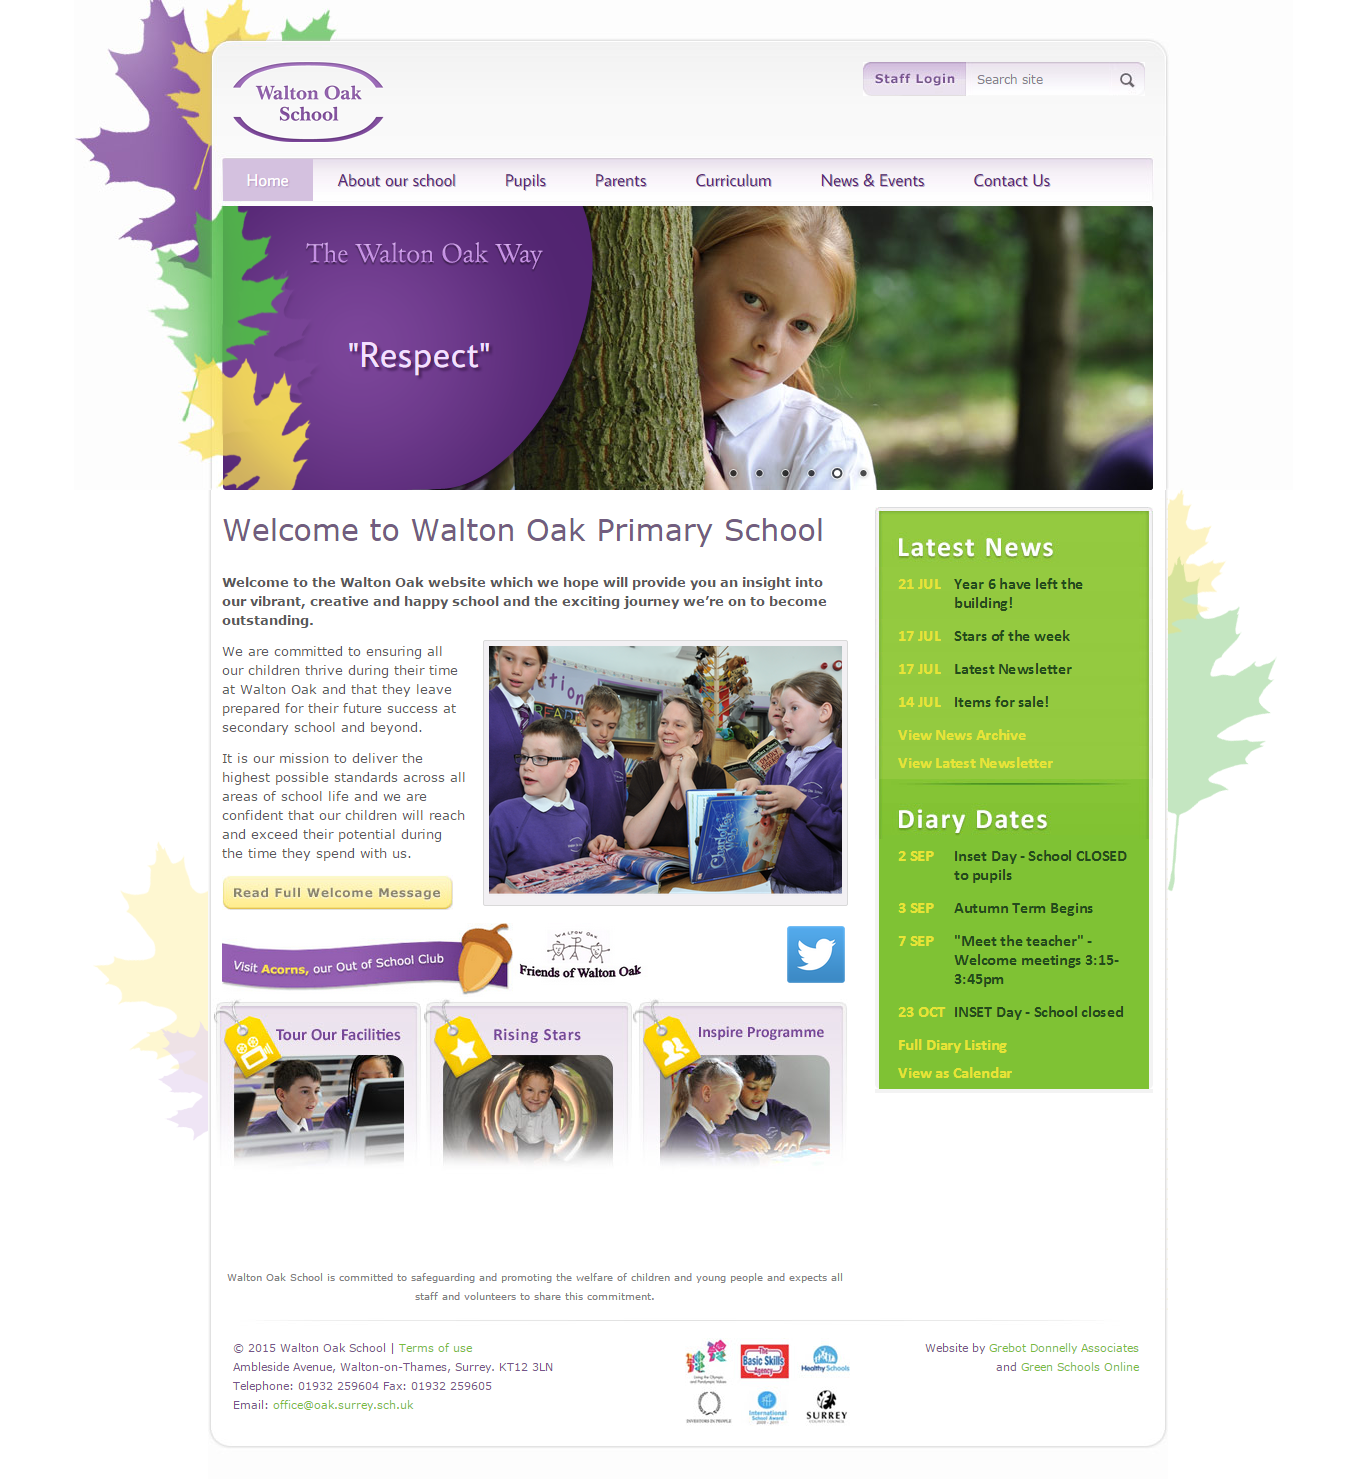 Walton Oak
School
Staff Login
Search site
Home
About our school
Pupils
Parents
Curriculum
News & Events
Contact Us
The Walton Oak Way
"Respect"
Welcome to Walton Oak Primary School
Welcome to the Walton Oak website which we hope will provide you an insight into
our vibrant, creative and happy school and the exciting journey we’re on to become
outstanding.
We are committed to ensuring all
our children thrive during their time
at Walton Oak and that they leave
prepared for their future success at
secondary school and beyond.
It is our mission to deliver the
highest possible standards across all
areas of school life and we are
confident that our children will reach
and exceed their potential during
the time they spend with us.
Read Full Welcome Message
Charlotte's Web
Visit Acorns, our Out of School Club
WALTON OAK
Friends of Walton Oak
Tour Our Facilities
Rising Stars
Inspire Programme
Latest News
21 JUL Year 6 have left the
building!
17 JUL Stars of the week
17 JUL Latest Newsletter
14 JUL Items for sale!
View News Archive
View Latest Newsletter
Diary Dates
2 SEP Inset Day - School CLOSED
to pupils
3 SEP Autumn Term Begins
7 SEP "Meet the teacher" -
Welcome meetings 3:15-
3:45pm
23 OCT INSET Day - School closed
Full Diary Listing
View as Calendar
Walton Oak School is committed to safeguarding and promoting the welfare of children and young people and expects all
staff and volunteers to share this commitment.
© 2015 Walton Oak School | Terms of use
Ambleside Avenue, Walton-on-Thames, Surrey. KT12 3LN
Telephone: 01932 259604 Fax: 01932 259605
Email: office@oak.surrey.sch.uk
The
Basic Skills
Agency
Healthy Schools
INVESTORS IN PEOPLE
International
School Award
SURREY
Website by Grebot Donnelly Associates
and Green Schools Online